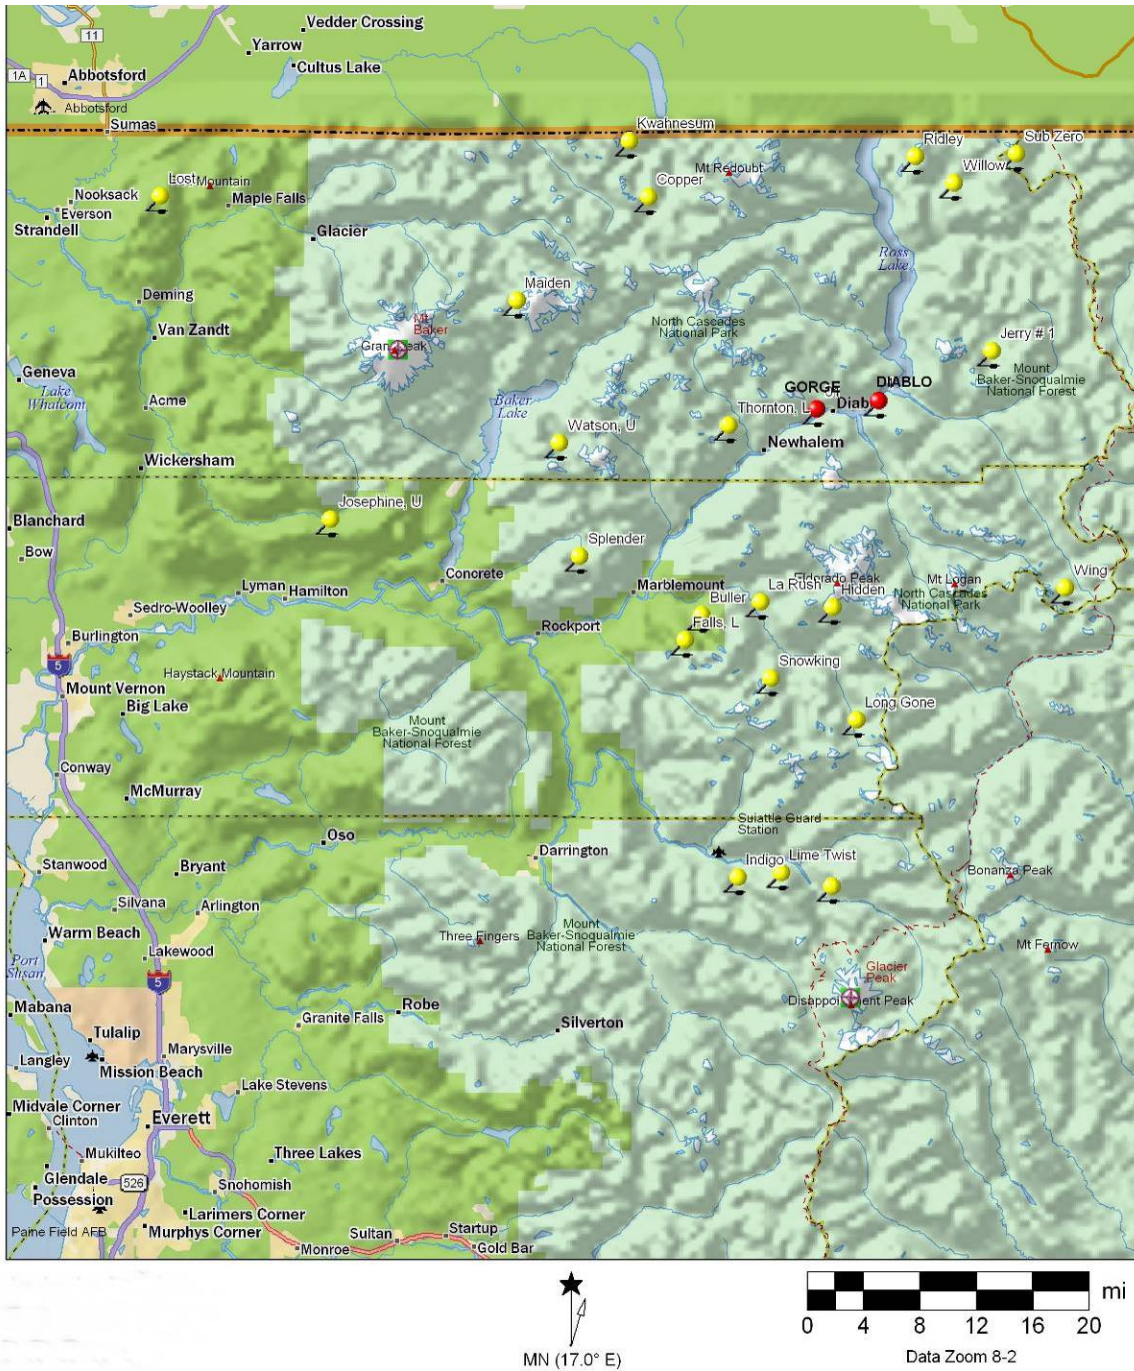 Vedder Crossing
11
Yarrow
Cultus Lake
1A
1
Abbotsford
Abbotsford
Sumas
Kwahnesum
Ridley
Sub Zero
Willow
Mt Redoubt
Copper
Lost
Mountain
Nooksack
Everson
Strandell
Maple Falls
Glacier
Ross
Lake
Deming
Maiden
Van Zandt
Mt
Baker
North Cascades
National Park
Jerry # 1
Mount
Baker-Snoqualmie
National Forest
Geneva
Lake
Whatcom
Acme
Baker
Lake
GORGE
DIABLO
Thornton, L
Watson, U
Newhalem
Wickersham
Josephine, U
Blanchard
Bow
Splender
Concrete
Marblemount
La Rush
Eldorado Peak
Hidden
Mt Logan
North Cascades
National Park
Wing
Lyman
Hamilton
Buller
Sedro-Woolley
Falls, L
Rockport
Burlington
5
Haystack Mountain
Snowking
Mount Vernon
Big Lake
Long Gone
Mount
Baker-Snoqualmie
National Forest
Conway
McMurray
Oso
Suiattle Guard
Station
Darrington
Indigo
Lime Twist
Bonanza Peak
Stanwood
Bryant
Silvana
Arlington
Warm Beach
Lakewood
Three Fingers
Mount
Baker-Snoqualmie
National Forest
Mt Fernow
Port
Susan
5
Glacier
Peak
Disappointment Peak
Mabana
Robe
Granite Falls
Silverton
Tulalip
Marysville
Langley
Mission Beach
Lake Stevens
Midvale Corner
Clinton
Everett
Mukilteo
Three Lakes
Glendale
526
Possession
Snohomish
Larimers Corner
Paine Field AFB
Murphys Corner
Sultan
Startup
Monroe
Gold Bar
mi
0 4 8 12 16 20
MN (17.0° E)
Data Zoom 8-2